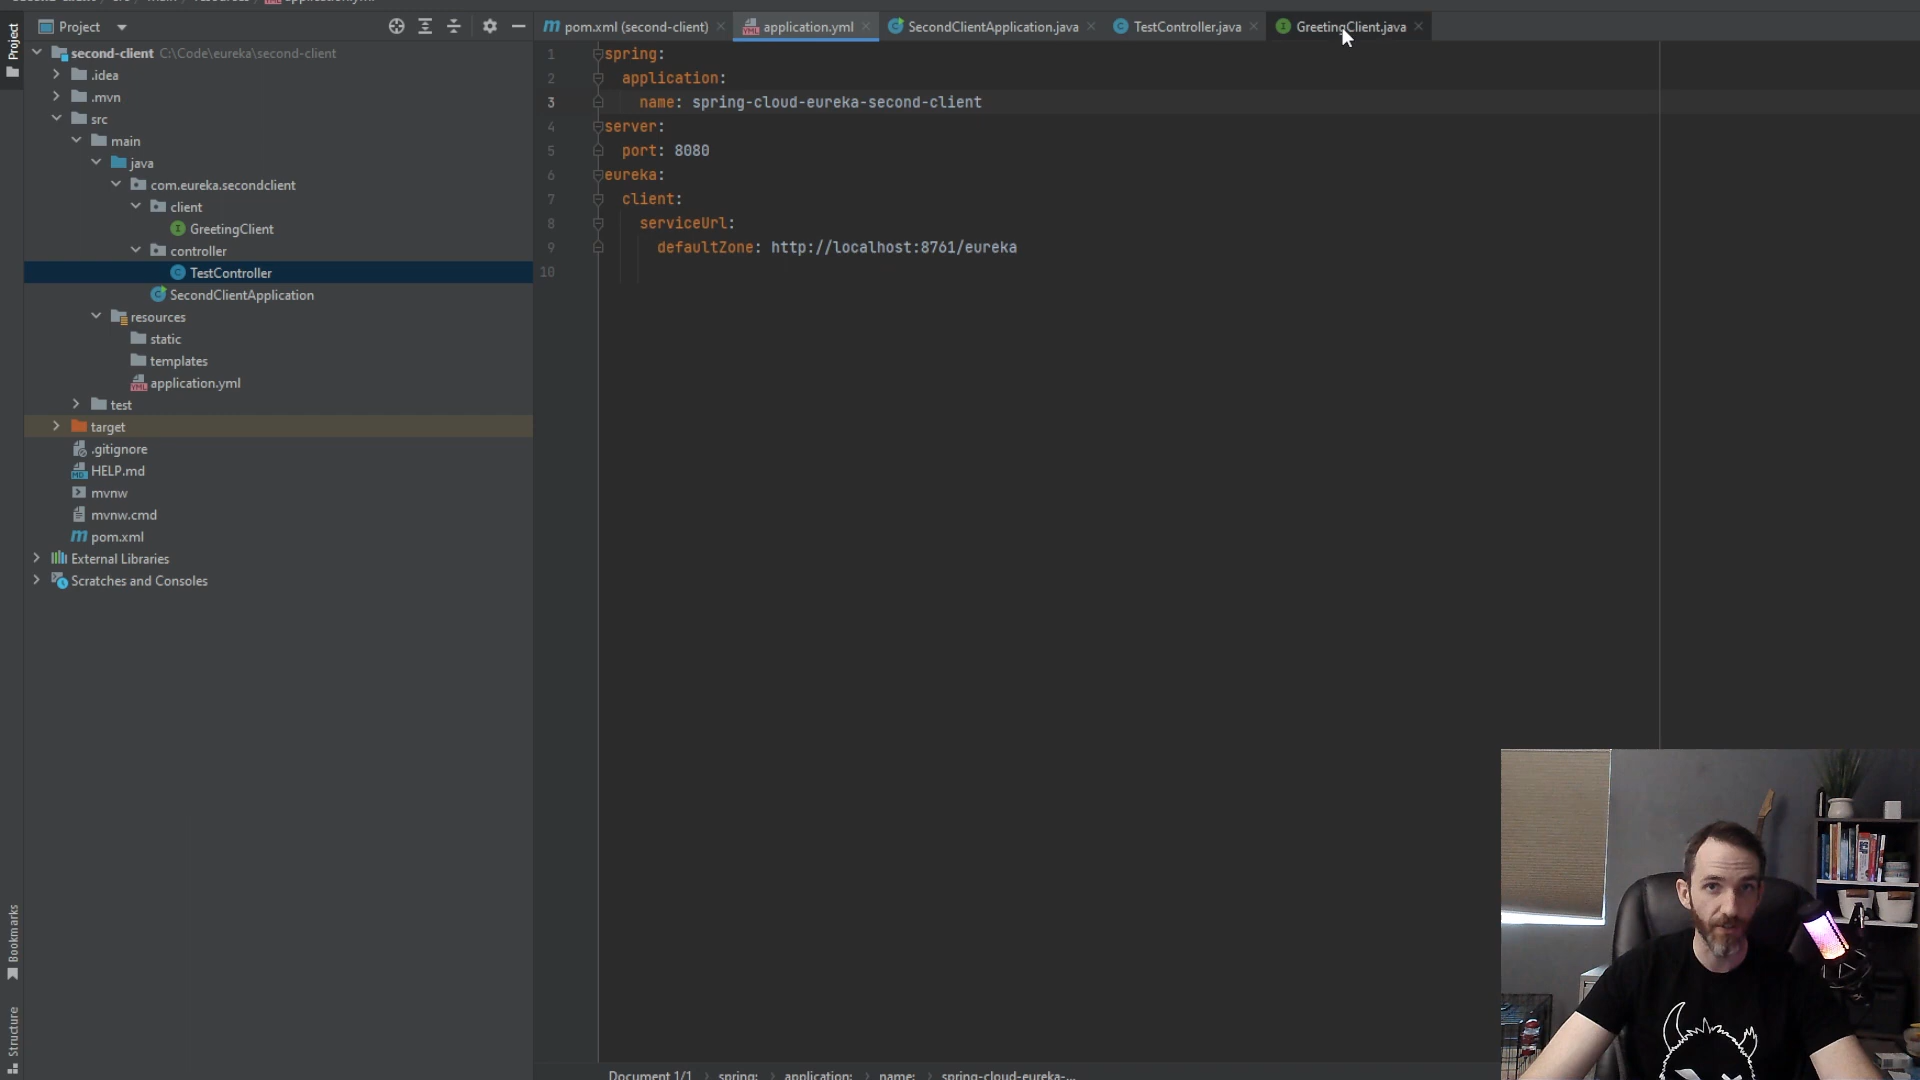 Project
second-client C:\Code\eureka\second-client
.idea
.mvn
src
main
java
com.eureka.secondclient
client
GreetingClient
controller
TestController
SecondClientApplication
resources
static
templates
application.yml
test
target
.gitignore
HELP.md
mvnw
mvnw.cmd
pom.xml
External Libraries
Scratches and Consoles
Project
Bookmarks
Structure
pom.xml (second-client) application.yml SecondClientApplication.java TestController.java GreetingClient.java
1 spring:
2 application:
3 name: spring-cloud-eureka-second-client
4 server:
5 port: 8080
6 eureka:
7 client:
8 serviceUrl:
9 defaultZone: http://localhost:8761/eureka
10
Document 1/1 › spring: › application: › name: › spring-cloud-eureka-...